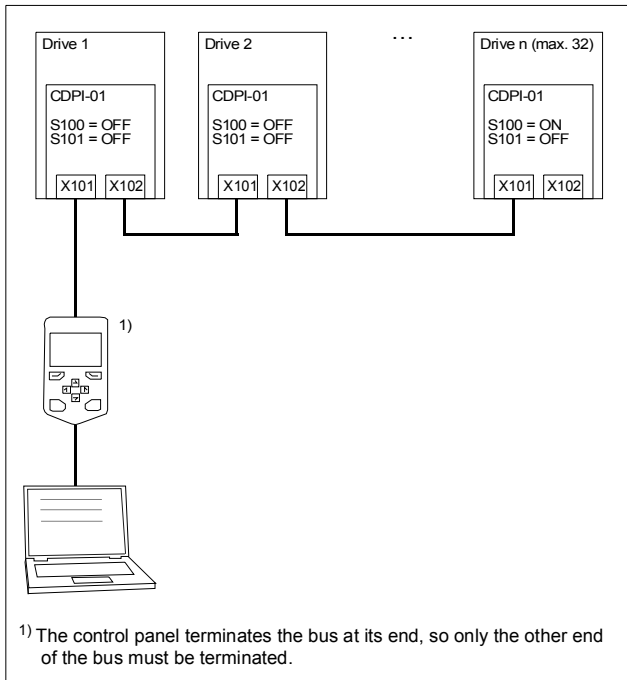 Drive 1
CDPI-01
S100 = OFF
S101 = OFF
X101 X102
Drive 2
CDPI-01
S100 = OFF
S101 = OFF
X101 X102
...
Drive n (max. 32)
CDPI-01
S100 = ON
S101 = OFF
X101 X102
1)
1) The control panel terminates the bus at its end, so only the other end
of the bus must be terminated.